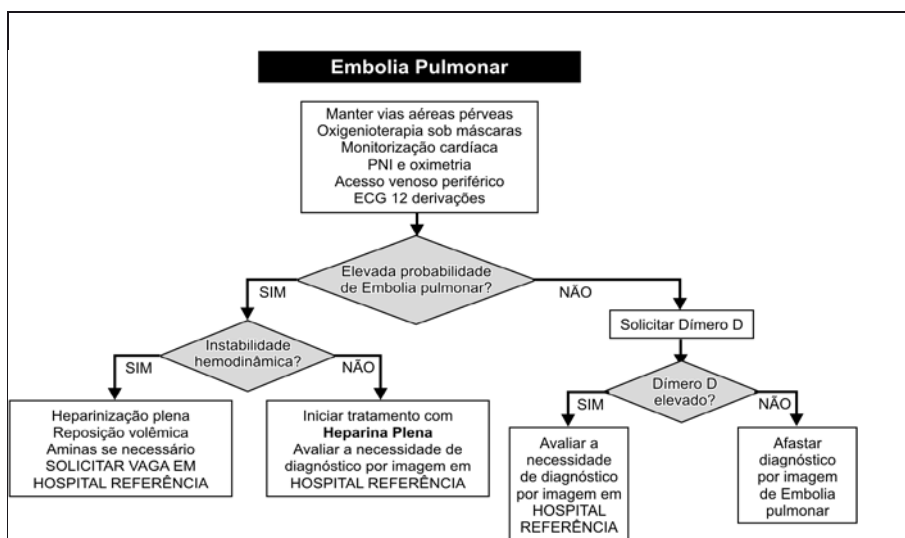 Embolia Pulmonar
Manter vias aéreas pérveas
Oxigenioterapia sob máscaras
Monitorização cardíaca
PNI e oximetria
Acesso venoso periférico
ECG 12 derivações
Elevada probabilidade
de Embolia pulmonar?
SIM
NÃO
Solicitar Dímero D
Instabilidade
hemodinâmica?
SIM
NÃO
Dímero D
elevado?
SIM
NÃO
Heparinização plena
Reposição volêmica
Aminas se necessário
SOLICITAR VAGA EM
HOSPITAL REFERÊNCIA
Iniciar tratamento com
Heparina Plena
Avaliar a necessidade de
diagnóstico por imagem em
HOSPITAL REFERÊNCIA
Avaliar a
necessidade
de diagnóstico
por imagem em
HOSPITAL
REFERÊNCIA
Afastar
diagnóstico
por imagem
de Embolia
pulmonar